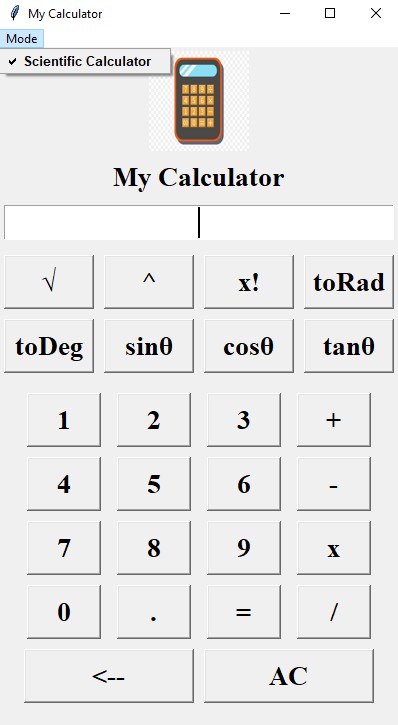 My Calculator
Mode
✓ Scientific Calculator
My Calculator
√ ^ x! toRad
toDeg sinθ cosθ tanθ
1 2 3 +
4 5 6 -
7 8 9 x
0 . = /
<-- AC